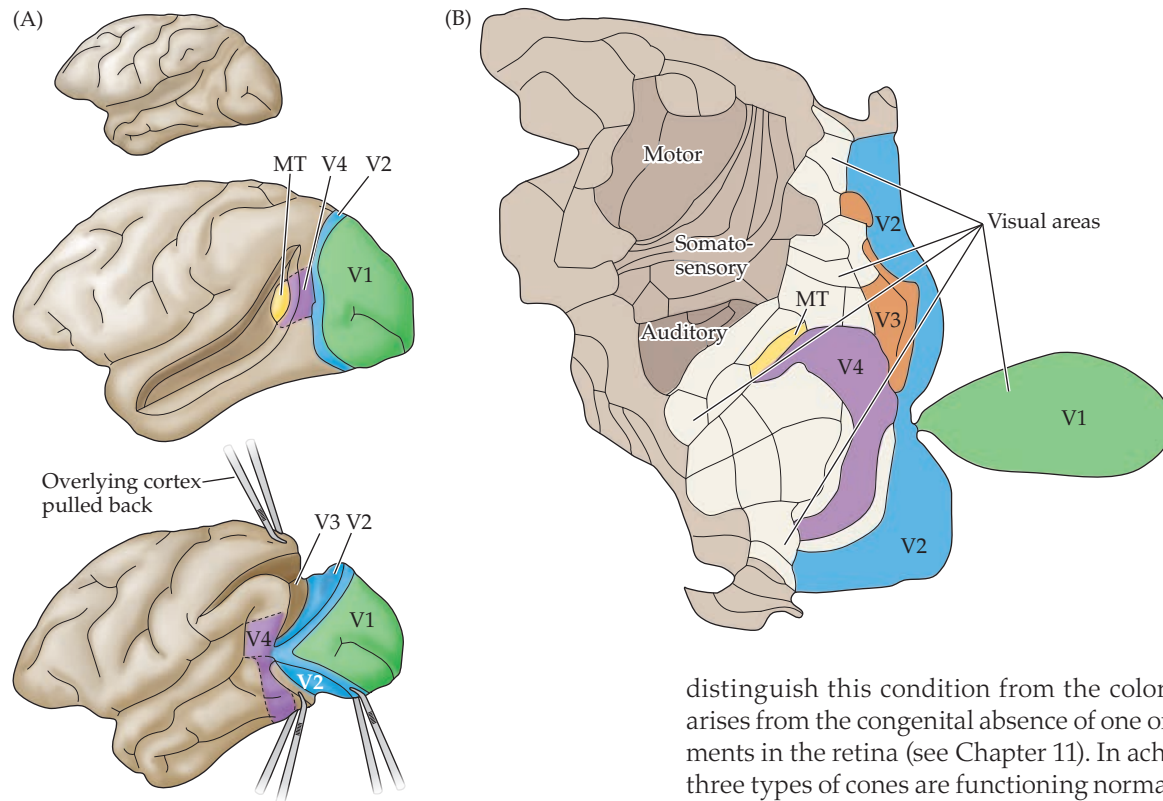 (A)
MT V4 V2
V1
Overlying cortex
pulled back
V3 V2
V1
V4
V2
(B)
Motor
V2
Visual areas
Somato-
sensory
MT
V3
Auditory
V4
V1
V2
distinguish this condition from the color
arises from the congenital absence of one o
ments in the retina (see Chapter 11). In ach
three types of cones are functioning norma